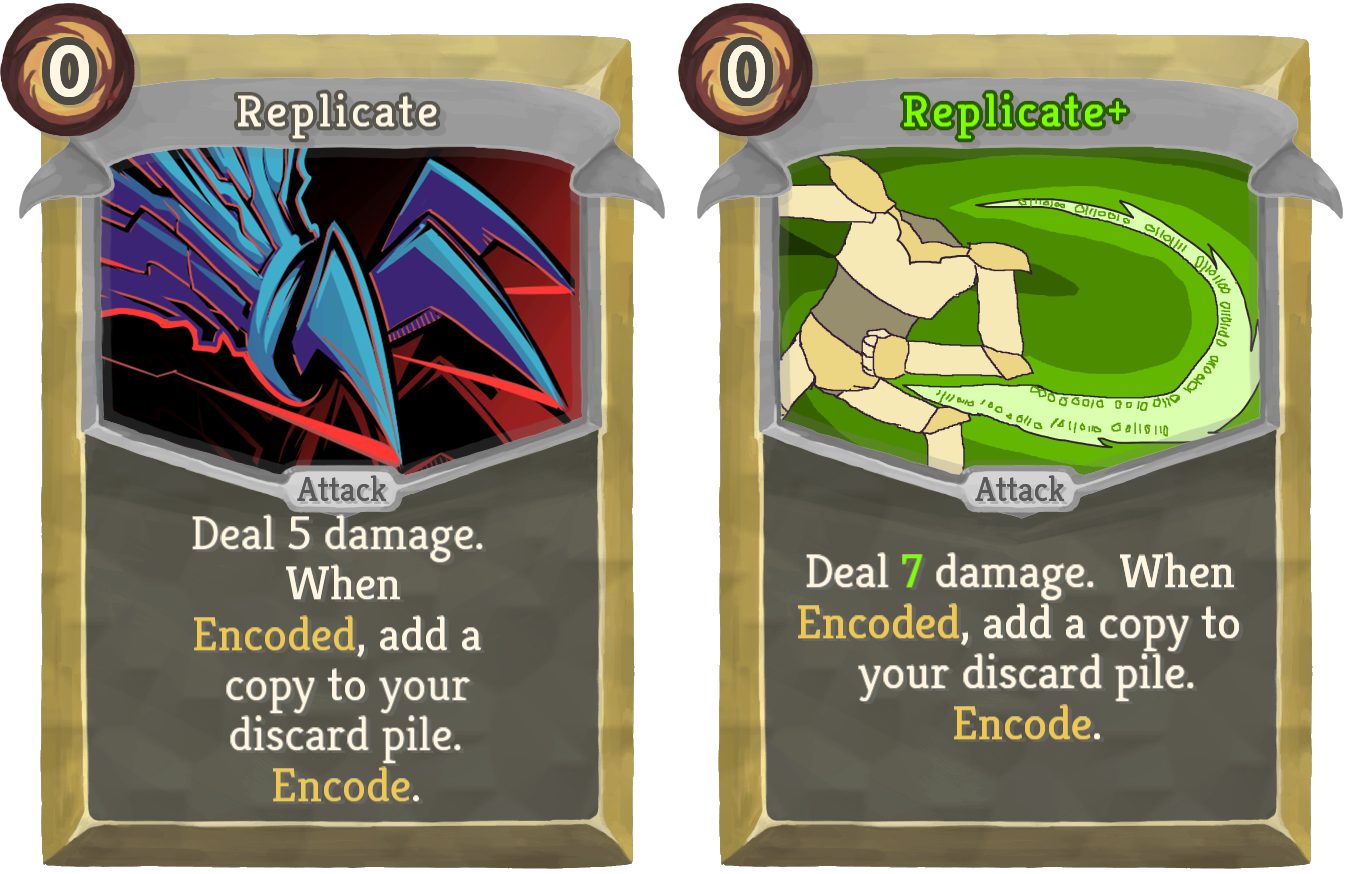 0
Replicate
Attack
Deal 5 damage.
When
Encoded, add a
copy to your
discard pile.
Encode.
0
Replicate+
Attack
Deal 7 damage. When
Encoded, add a copy to
your discard pile.
Encode.